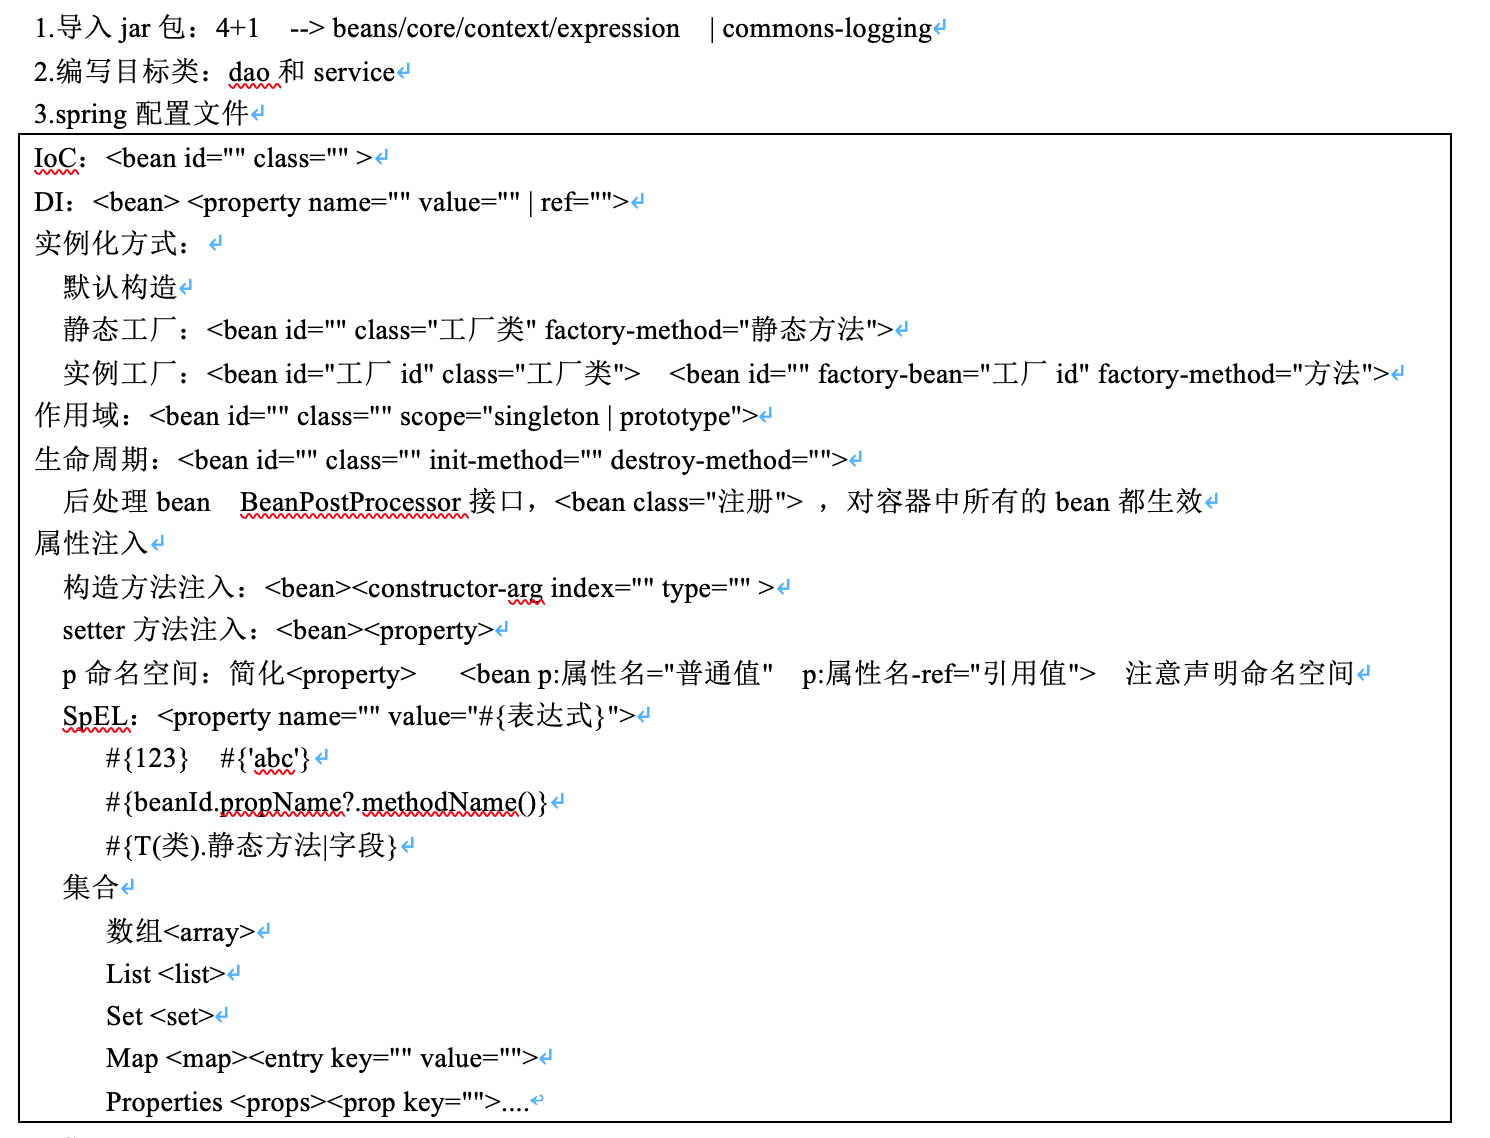 1.导入 jar 包：4+1 --> beans/core/context/expression | commons-logging
2.编写目标类：dao 和 service
3.spring 配置文件
IoC：<bean id="" class="" >
DI：<bean> <property name="" value="" | ref="">
实例化方式：
默认构造
静态工厂：<bean id="" class="工厂类" factory-method="静态方法">
实例工厂：<bean id="工厂 id" class="工厂类"> <bean id="" factory-bean="工厂 id" factory-method="方法">
作用域：<bean id="" class="" scope="singleton | prototype">
生命周期：<bean id="" class="" init-method="" destroy-method="">
后处理 bean BeanPostProcessor 接口，<bean class="注册"> ，对容器中所有的 bean 都生效
属性注入
构造方法注入：<bean><constructor-arg index="" type="" >
setter 方法注入：<bean><property>
p 命名空间：简化<property> <bean p:属性名="普通值" p:属性名-ref="引用值"> 注意声明命名空间
SpEL：<property name="" value="#{表达式}">
#{123} #{'abc'}
#{beanId.propName?.methodName()}
#{T(类).静态方法|字段}
集合
数组<array>
List <list>
Set <set>
Map <map><entry key="" value="">
Properties <props><prop key="">....